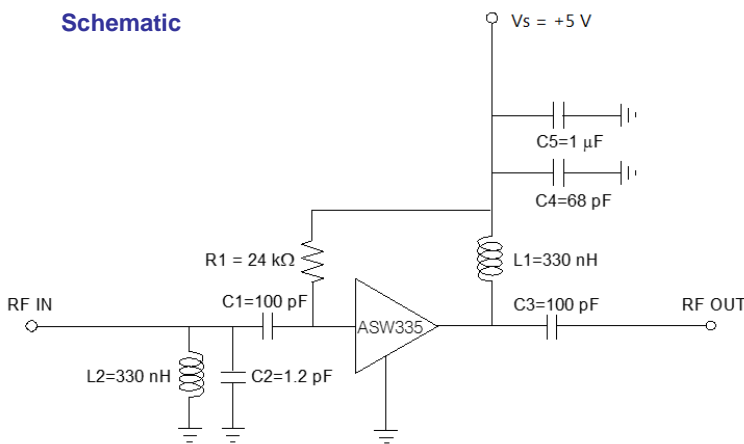 Schematic
Vs = +5 V
C5=1 μF
C4=68 pF
R1 = 24 kΩ
L1=330 nH
C1=100 pF
C3=100 pF
RF IN
RF OUT
ASW335
L2=330 nH
C2=1.2 pF